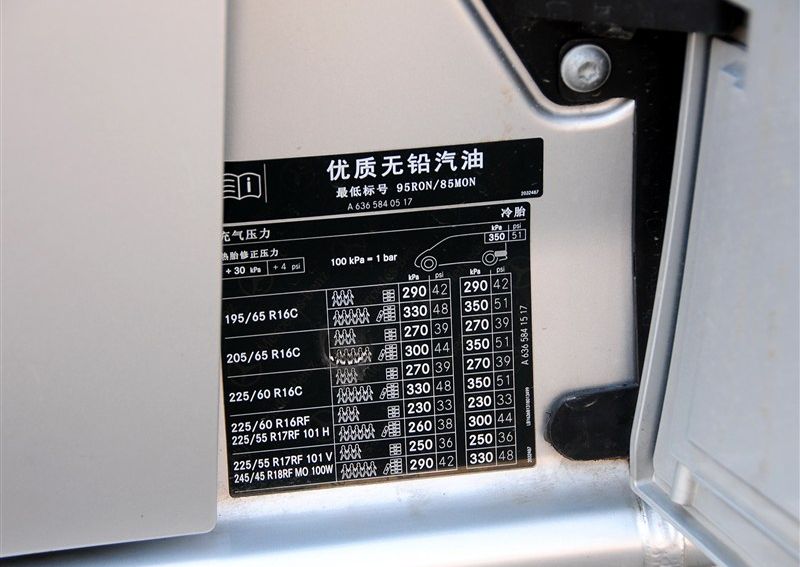 优质无铅汽油
最低标号 95RON/85MON
A 636 584 05 17
2032487
冷胎
充气压力
kPa psi
350 51
热胎修正压力
+ 30 kPa + 4 psi
100 kPa = 1 bar
kPa psi kPa psi
195/65 R16C
290 42 290 42
330 48 350 51
205/65 R16C
270 39 270 39
300 44 350 51
225/60 R16C
270 39 270 39
330 48 350 51
225/60 R16RF
225/55 R17RF 101 H
230 33 230 33
260 38 300 44
225/55 R17RF 101 V
245/45 R18RF MO 100W
250 36 250 36
290 42 330 48
A 636 584 15 17
2032487